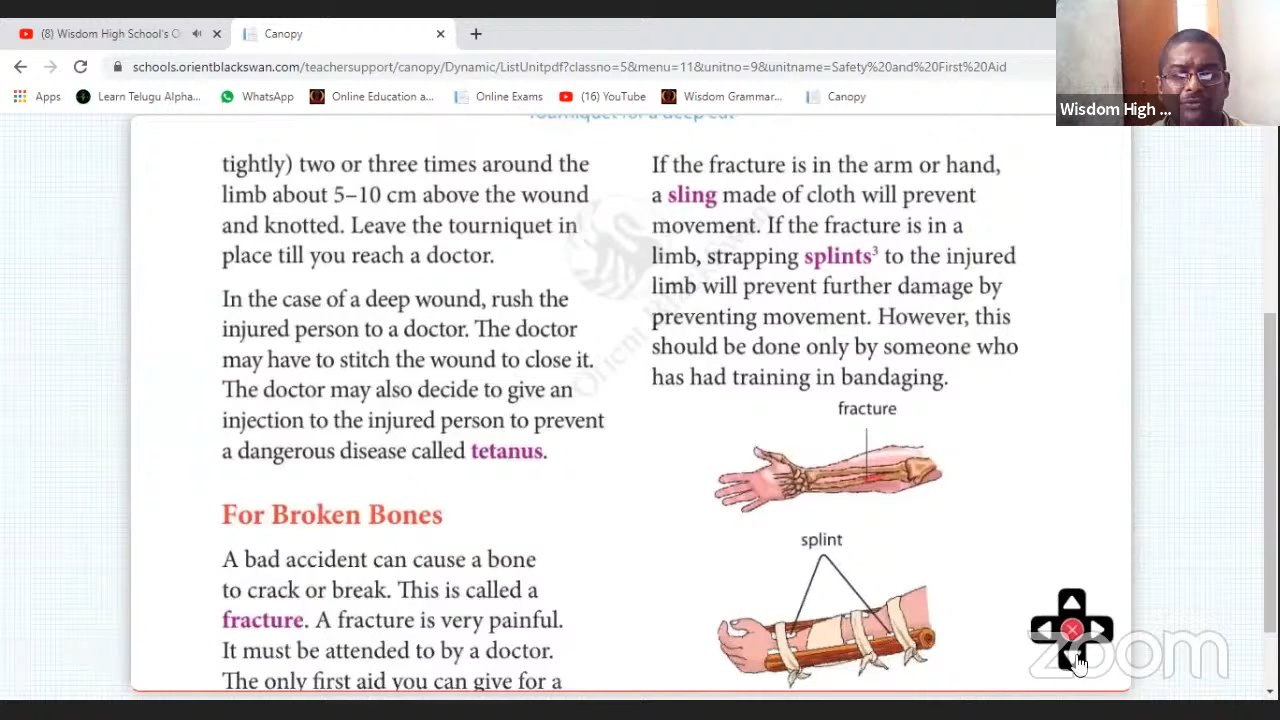 (8) Wisdom High School's O
Canopy
schools.orientblackswan.com/teachersupport/canopy/Dynamic/ListUnitpdf?classno=5&menu=11&unitno=9&unitname=Safety%20and%20First%20Aid
Apps
Learn Telugu Alpha...
WhatsApp
Online Education a...
Online Exams
(16) YouTube
Wisdom Grammar...
Canopy
Wisdom High ...
Tourniquet for a deep cut
tightly) two or three times around the
limb about 5–10 cm above the wound
and knotted. Leave the tourniquet in
place till you reach a doctor.
In the case of a deep wound, rush the
injured person to a doctor. The doctor
may have to stitch the wound to close it.
The doctor may also decide to give an
injection to the injured person to prevent
a dangerous disease called tetanus.
For Broken Bones
A bad accident can cause a bone
to crack or break. This is called a
fracture. A fracture is very painful.
It must be attended to by a doctor.
The only first aid you can give for a
If the fracture is in the arm or hand,
a sling made of cloth will prevent
movement. If the fracture is in a
limb, strapping splints³ to the injured
limb will prevent further damage by
preventing movement. However, this
should be done only by someone who
has had training in bandaging.
fracture
splint
Orient BlackSwan
zoom